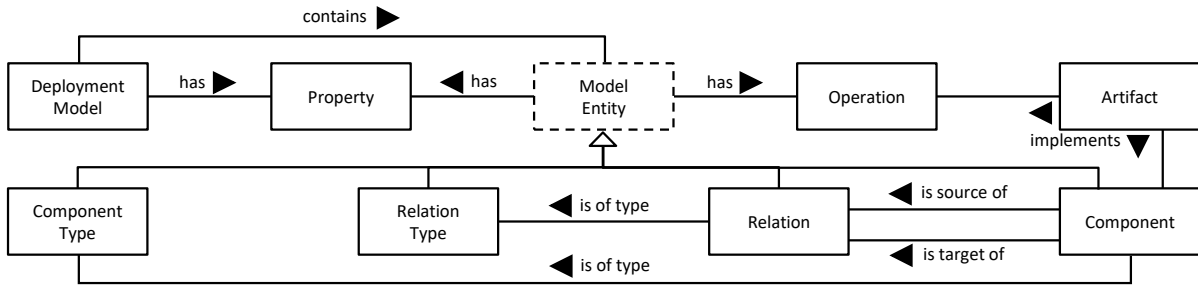 contains
Deployment
Model
has
Property
has
Model
Entity
has
Operation
Artifact
implements
Component
Type
is of type
Relation
Type
Relation
is source of
is target of
Component
is of type